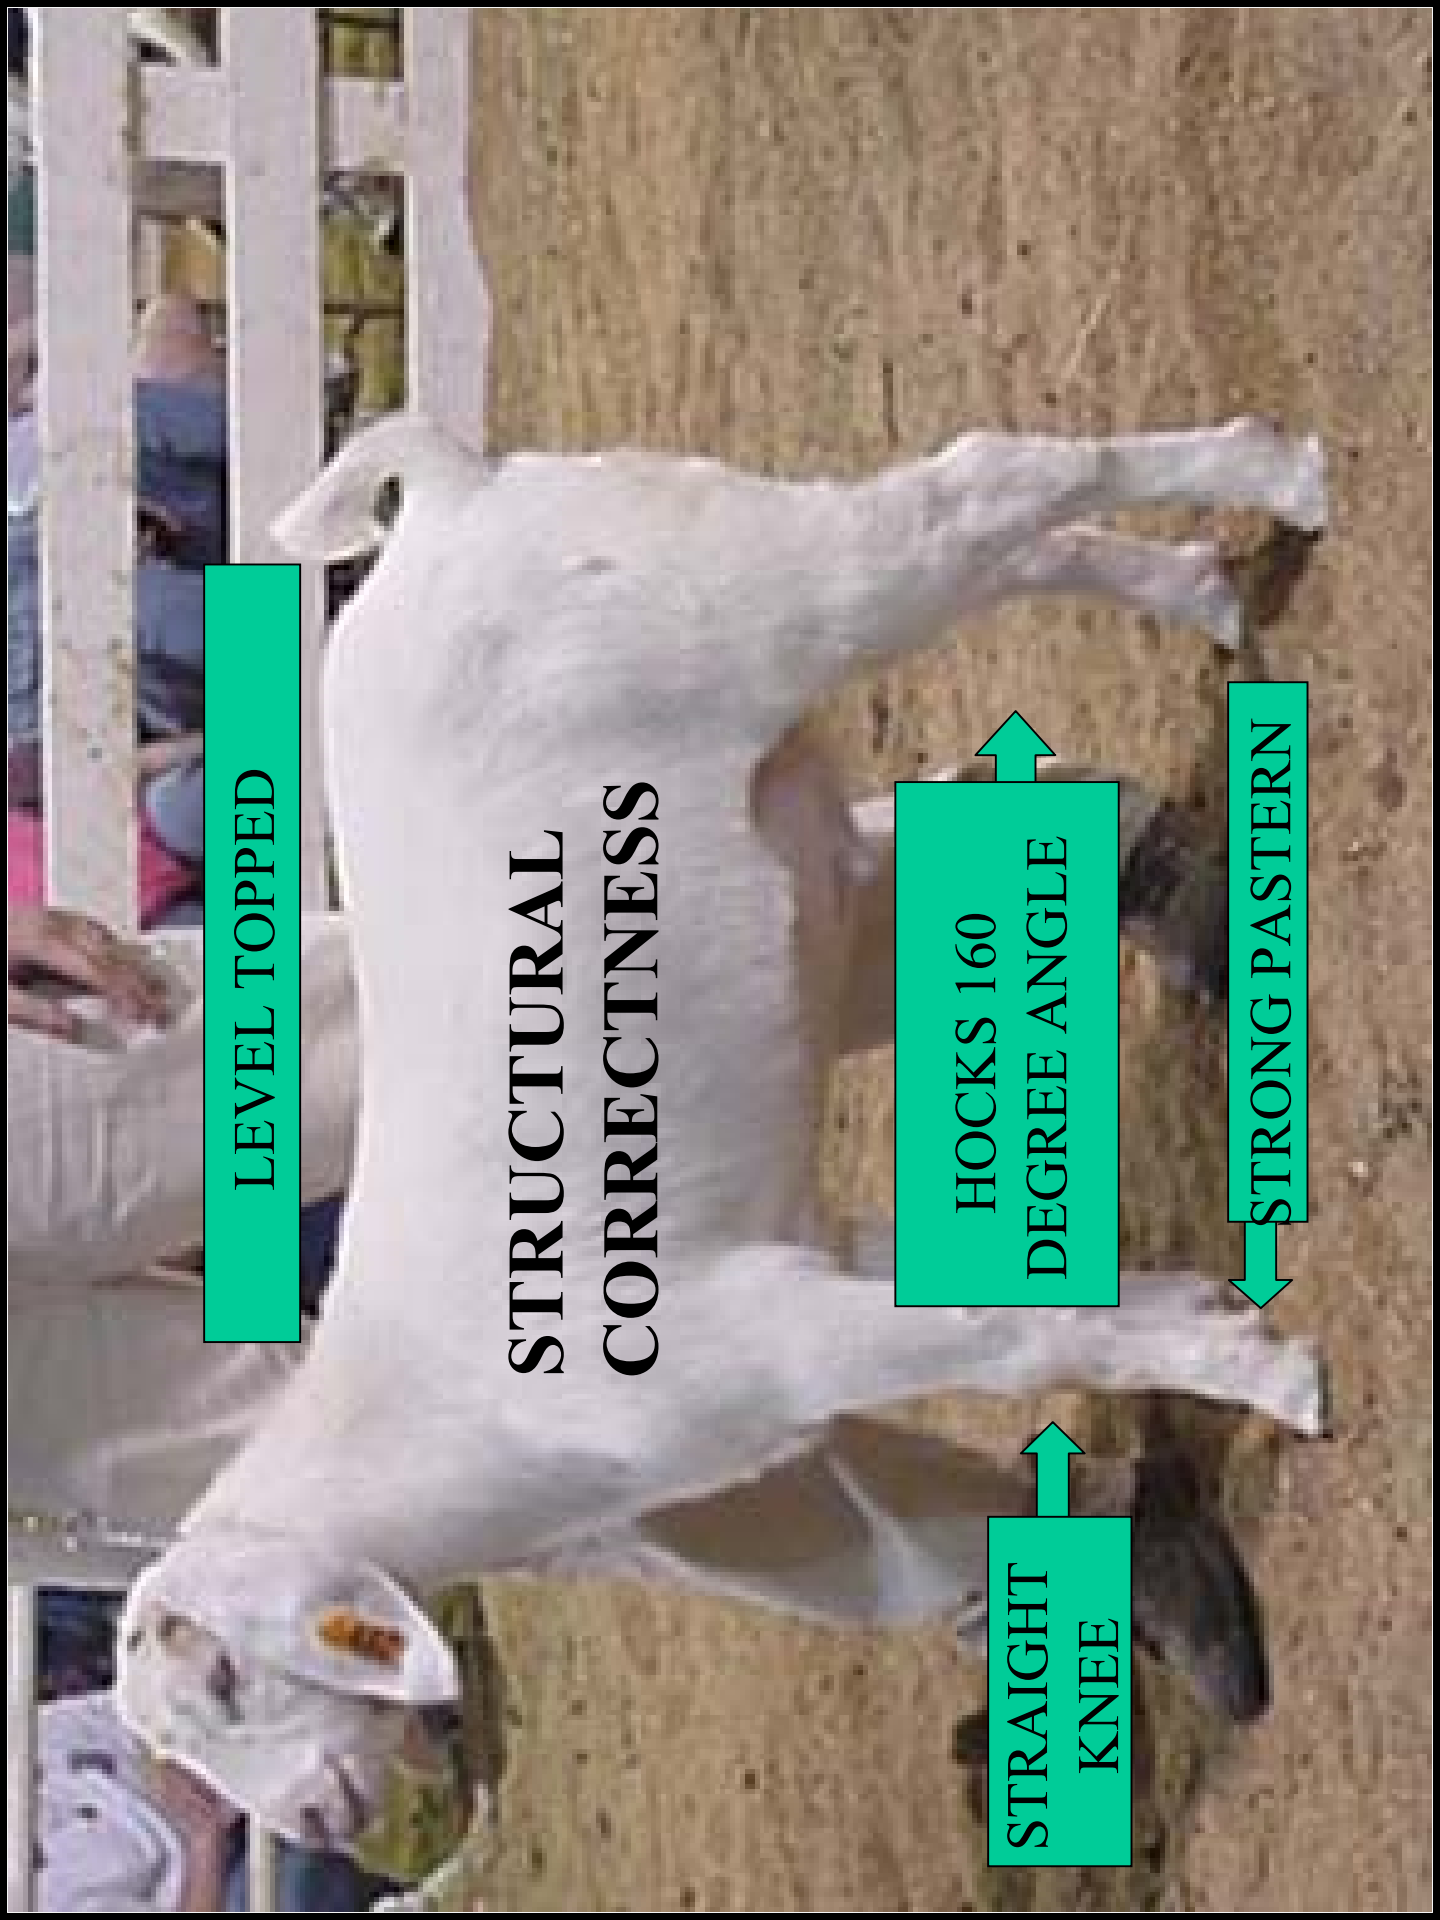 LEVEL TOPPED
STRUCTURAL
CORRECTNESS
HOCKS 160
DEGREE ANGLE
STRAIGHT
KNEE
STRONG PASTERN